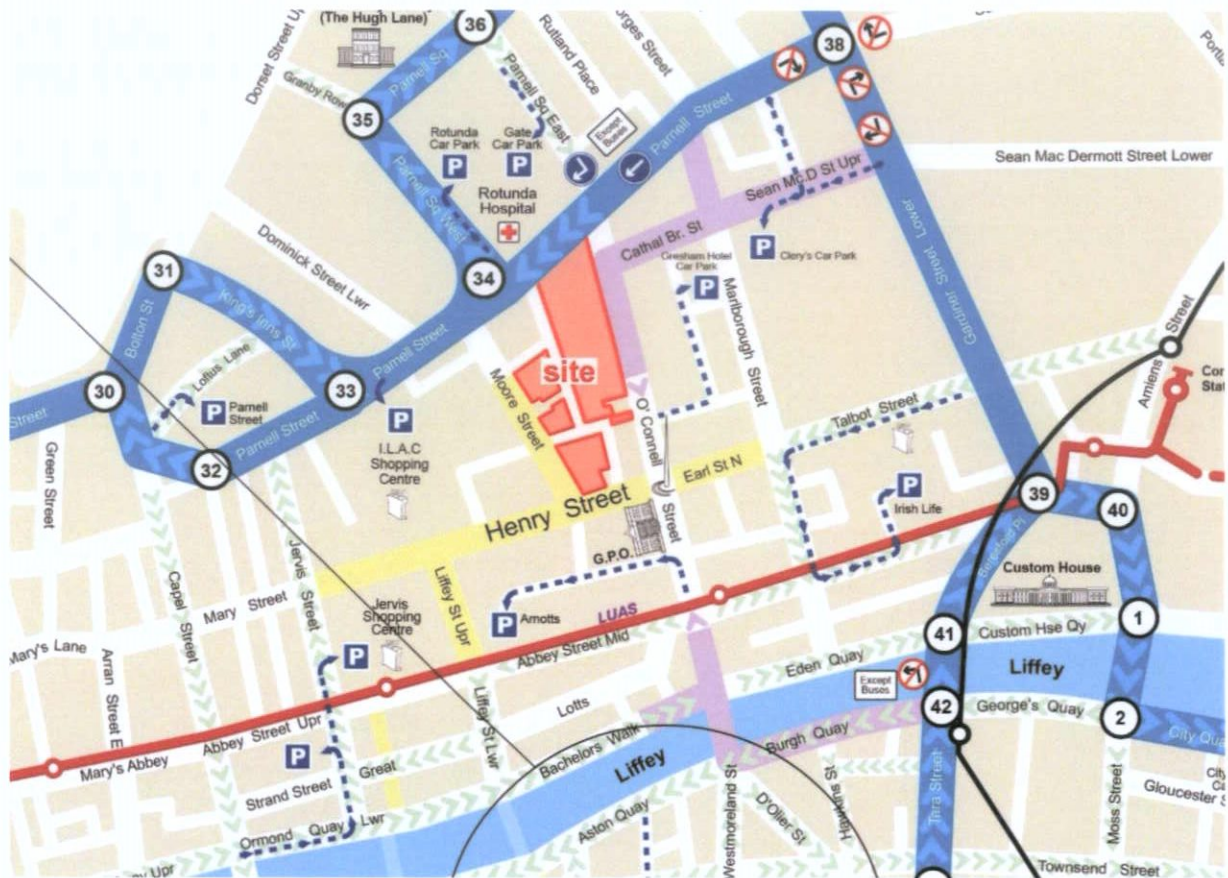 (The Hugh Lane)
36
Rutland Place
38
Parnell Sq
Parnell Sq East
Granby Row
35
Except
Buses
Parnell Street
Rotunda
Car Park
P
Gate
Car Park
P
Sean Mac Dermott Street Lower
Sean Mc.D St Upr
Parnell Sq West
Rotunda
Hospital
Dominick Street Lwr
Cathal Br. St
P
Clery's Car Park
Gresham Hotel
Car Park
P
31
34
Gardiner Street Lower
King's Inns St
Bolton St
Parnell Street
Marlborough Street
Amiens Street
Loftus Lane
site
30
33
Street
P
Parnell
Street
P
Moore Street
O' Connell Street
Talbot Street
Parnell Street
I.L.A.C
Shopping
Centre
32
Earl St N
Green Street
P
Irish Life
39
40
Henry Street
G.P.O.
Beresford Pl
Custom House
Capel Street
Jervis Street
Liffey St Upr
Mary Street
Jervis
Shopping
Centre
P
Arnotts
LUAS
1
41
Custom Hse Qy
Mary's Lane
Arran Street E
P
Abbey Street Mid
Eden Quay
Liffey
Except
Buses
42
George's Quay
2
City Qua
Abbey Street Upr
Liffey St Lwr
Lotts
Mary's Abbey
P
Bachelors Walk
Burgh Quay
Great
Strand Street
Liffey
Tara Street
Moss Street
Gloucester
Westmoreland St
D'Olier St
Hawkins St
Aston Quay
Ormond Quay Lwr
Upr
Townsend Street